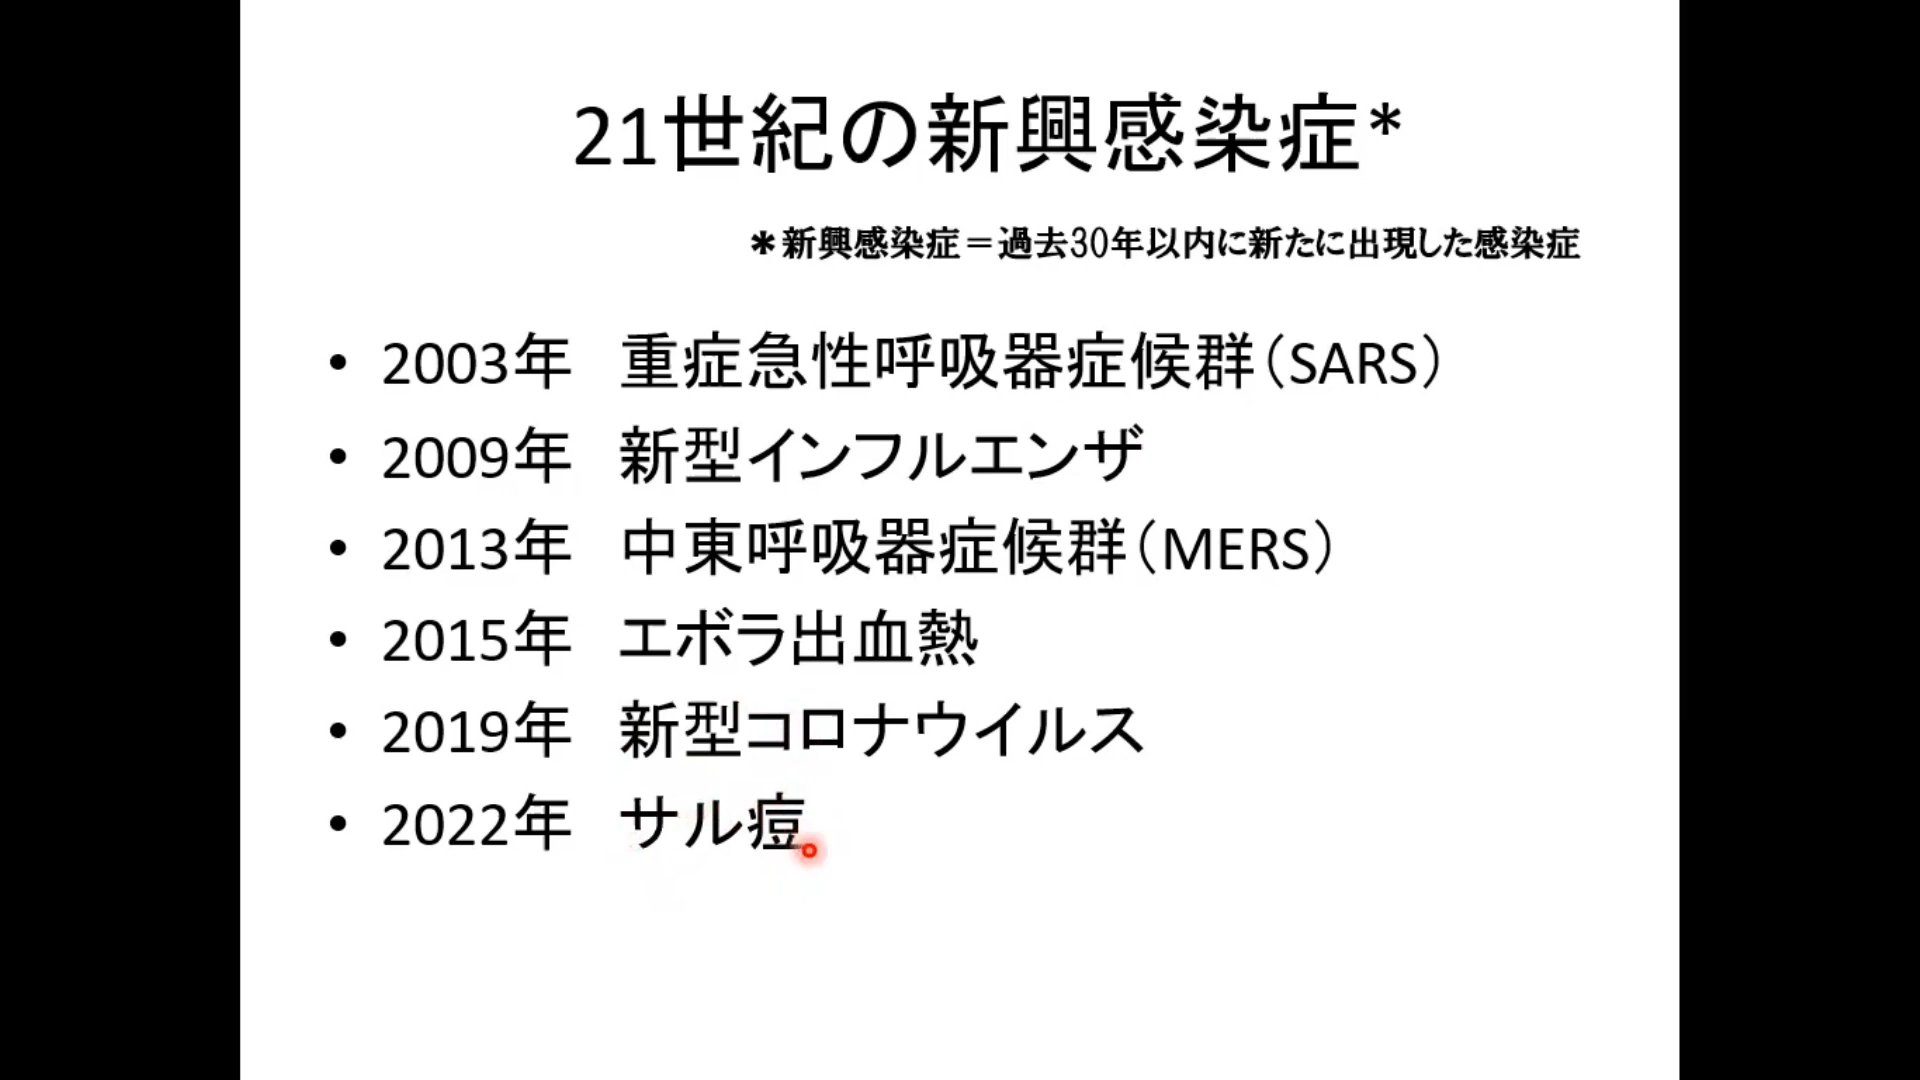 21世紀の新興感染症*
＊新興感染症＝過去30年以内に新たに出現した感染症
• 2003年　重症急性呼吸器症候群（SARS）
• 2009年　新型インフルエンザ
• 2013年　中東呼吸器症候群（MERS）
• 2015年　エボラ出血熱
• 2019年　新型コロナウイルス
• 2022年　サル痘